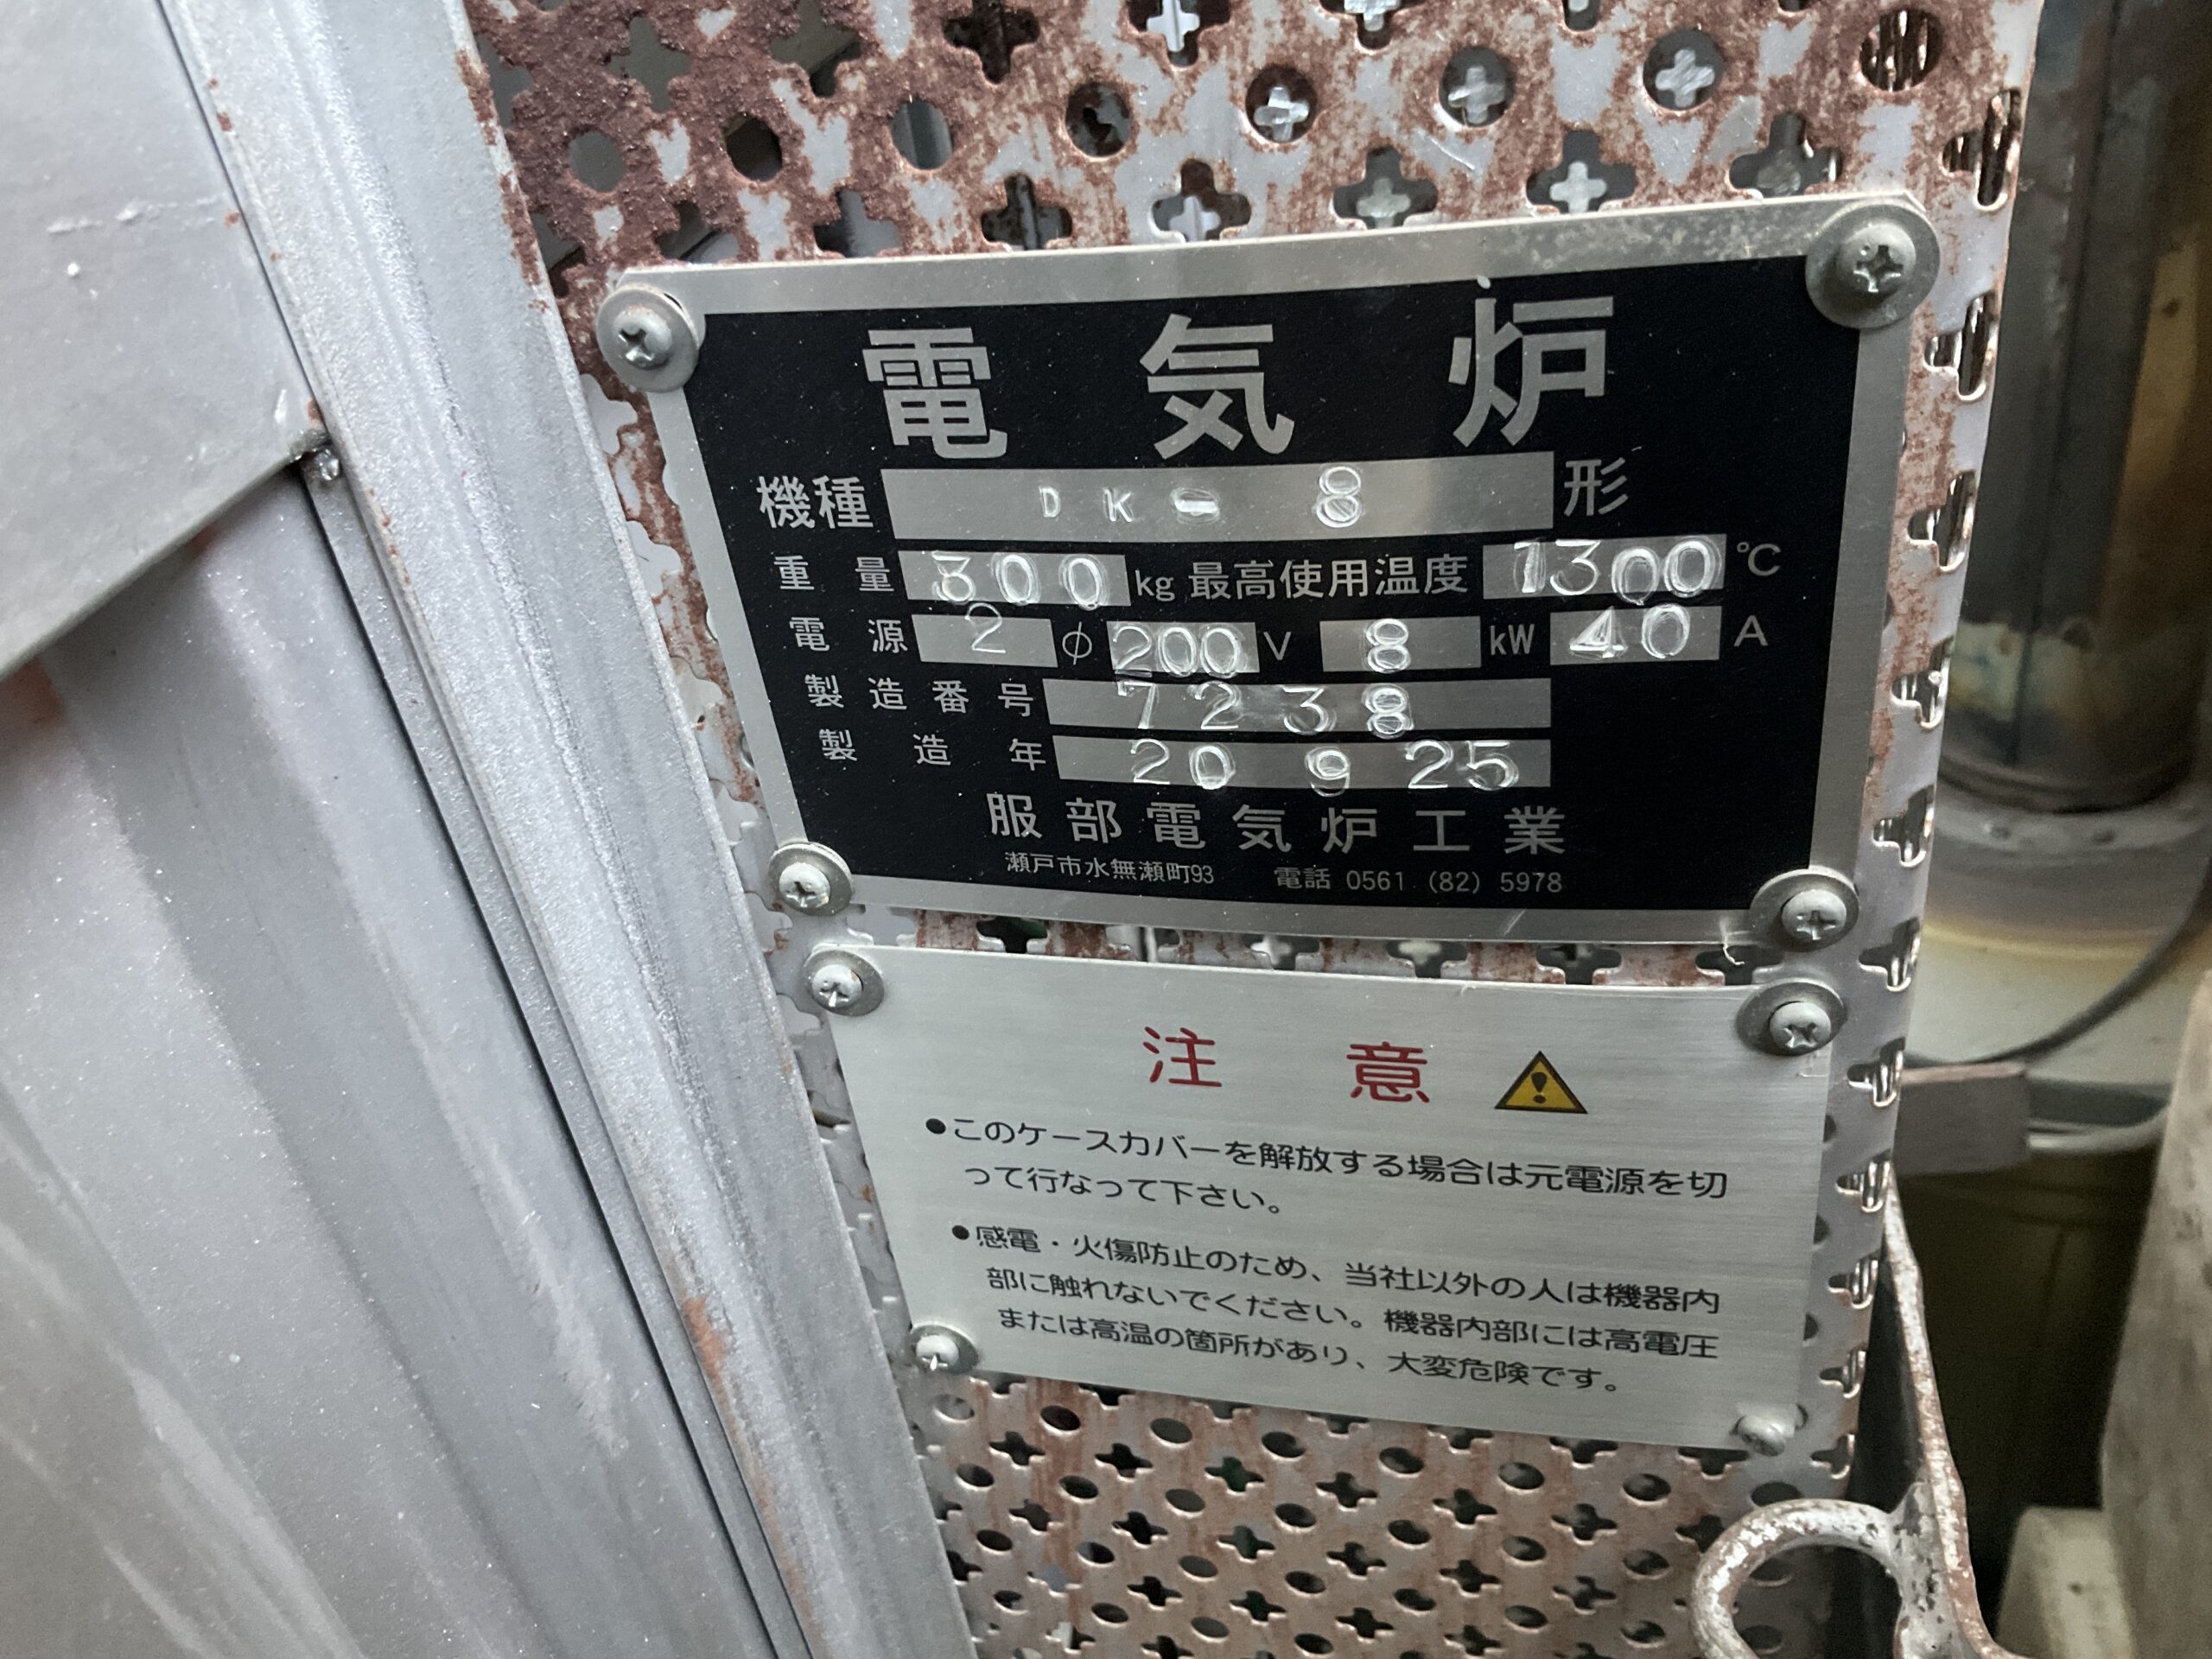 電気炉
機種 DK-8 形
重量 300 kg 最高使用温度 1300 ℃
電源 2 φ 200 V 8 kW 40 A
製造番号 7238
製造年 20 9 25
服部電気炉工業
瀬戸市水無瀬町93 電話 0561 (82) 5978
注意
●このケースカバーを解放する場合は元電源を切
って行なって下さい。
●感電・火傷防止のため、当社以外の人は機器内
部に触れないでください。機器内部には高電圧
または高温の箇所があり、大変危険です。